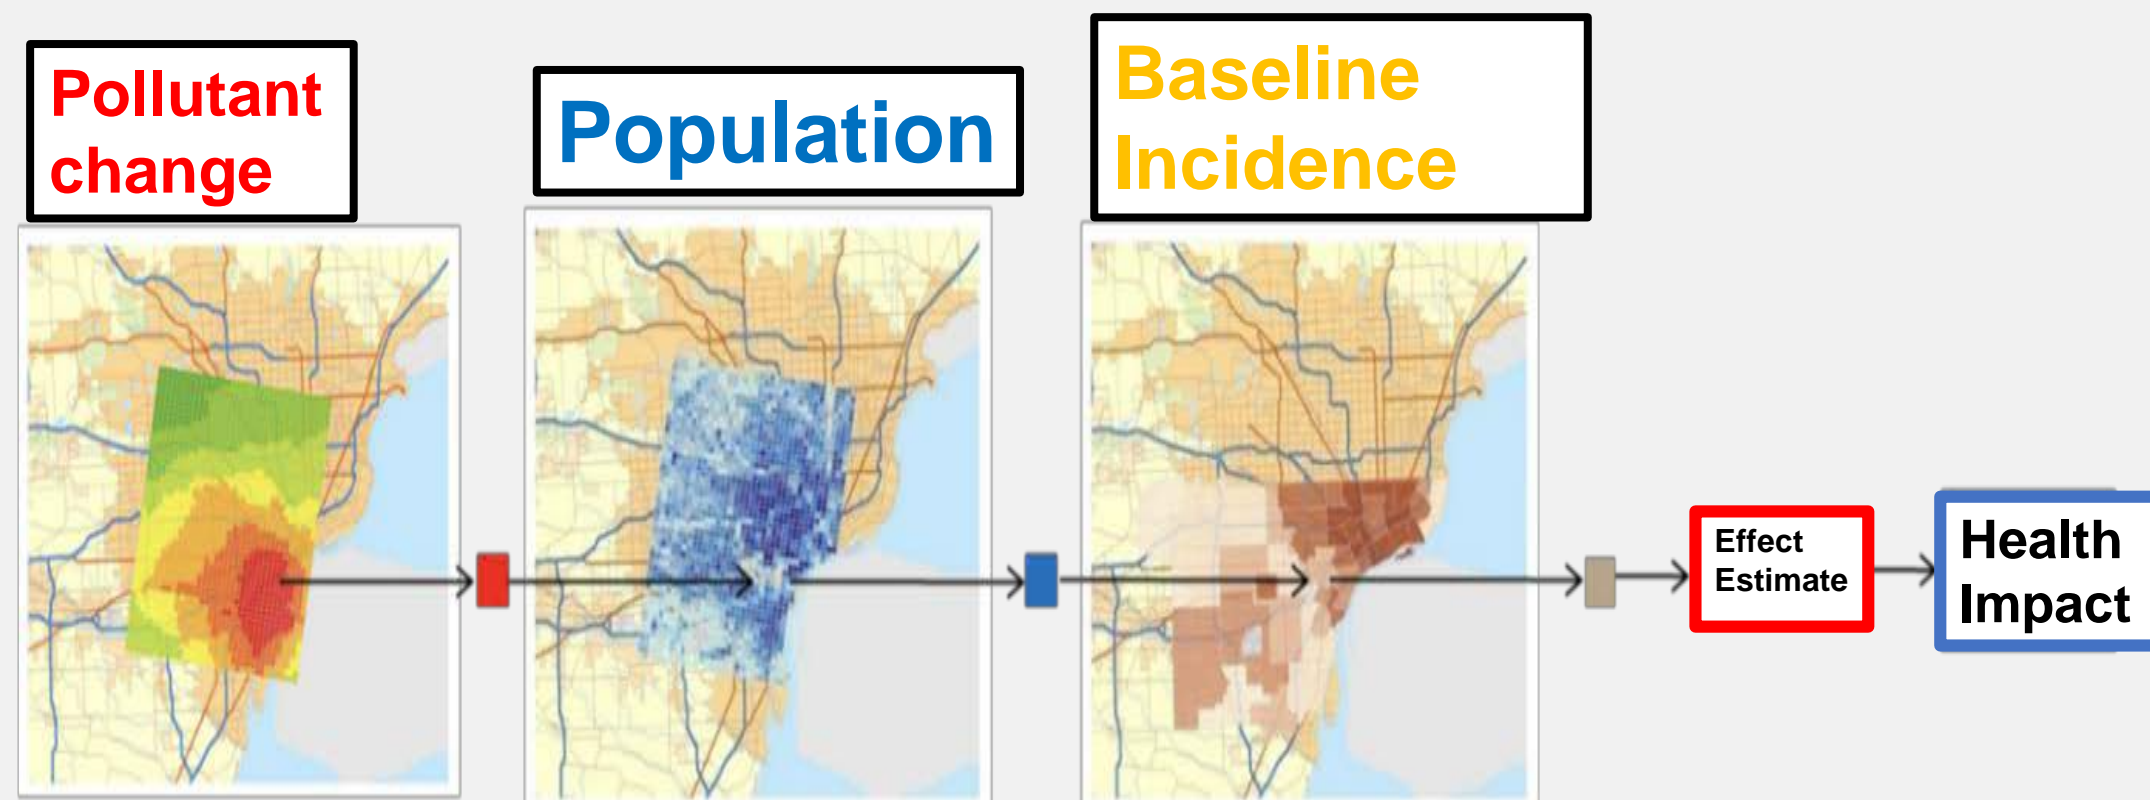 Pollutant
change
Population
Baseline
Incidence
Effect
Estimate
Health
Impact